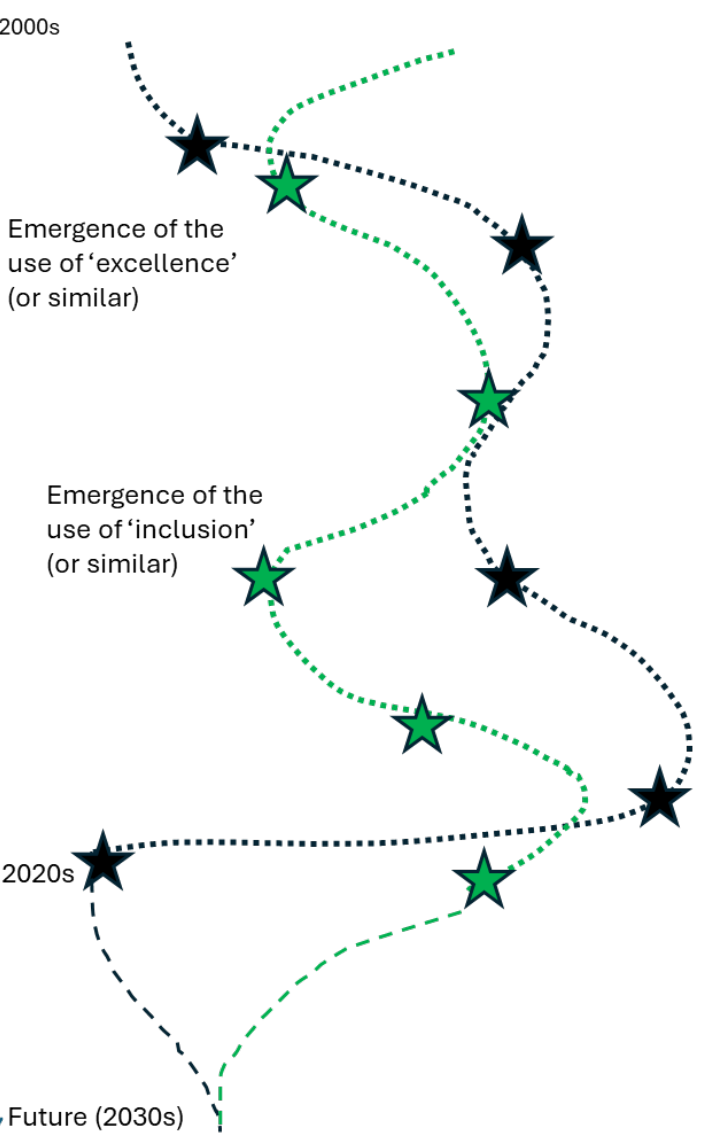 2000s
Emergence of the
use of ‘excellence’
(or similar)
Emergence of the
use of ‘inclusion’
(or similar)
2020s
Future (2030s)